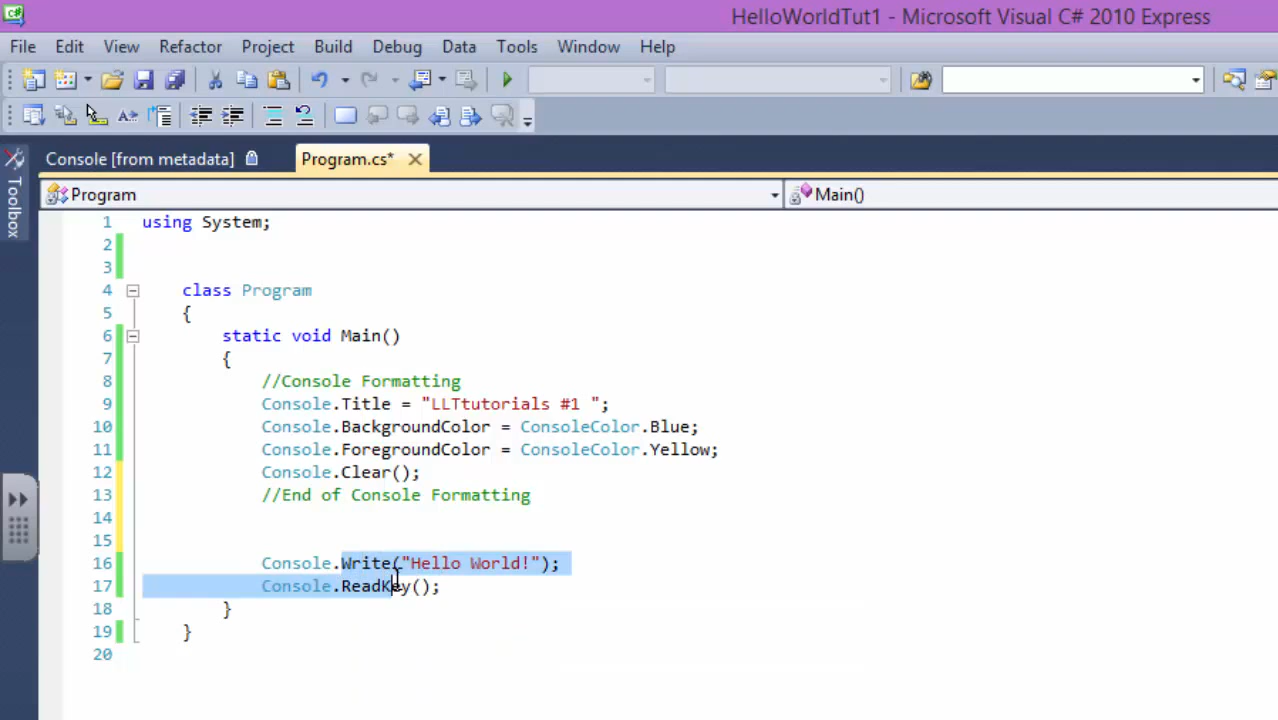 HelloWorldTut1 - Microsoft Visual C# 2010 Express
File Edit View Refactor Project Build Debug Data Tools Window Help
Console [from metadata] Program.cs*
Toolbox
Program Main()
1 using System;
2
3
4 class Program
5 {
6 static void Main()
7 {
8 //Console Formatting
9 Console.Title = "LLTtutorials #1 ";
10 Console.BackgroundColor = ConsoleColor.Blue;
11 Console.ForegroundColor = ConsoleColor.Yellow;
12 Console.Clear();
13 //End of Console Formatting
14
15
16 Console.Write("Hello World!");
17 Console.ReadKey();
18 }
19 }
20